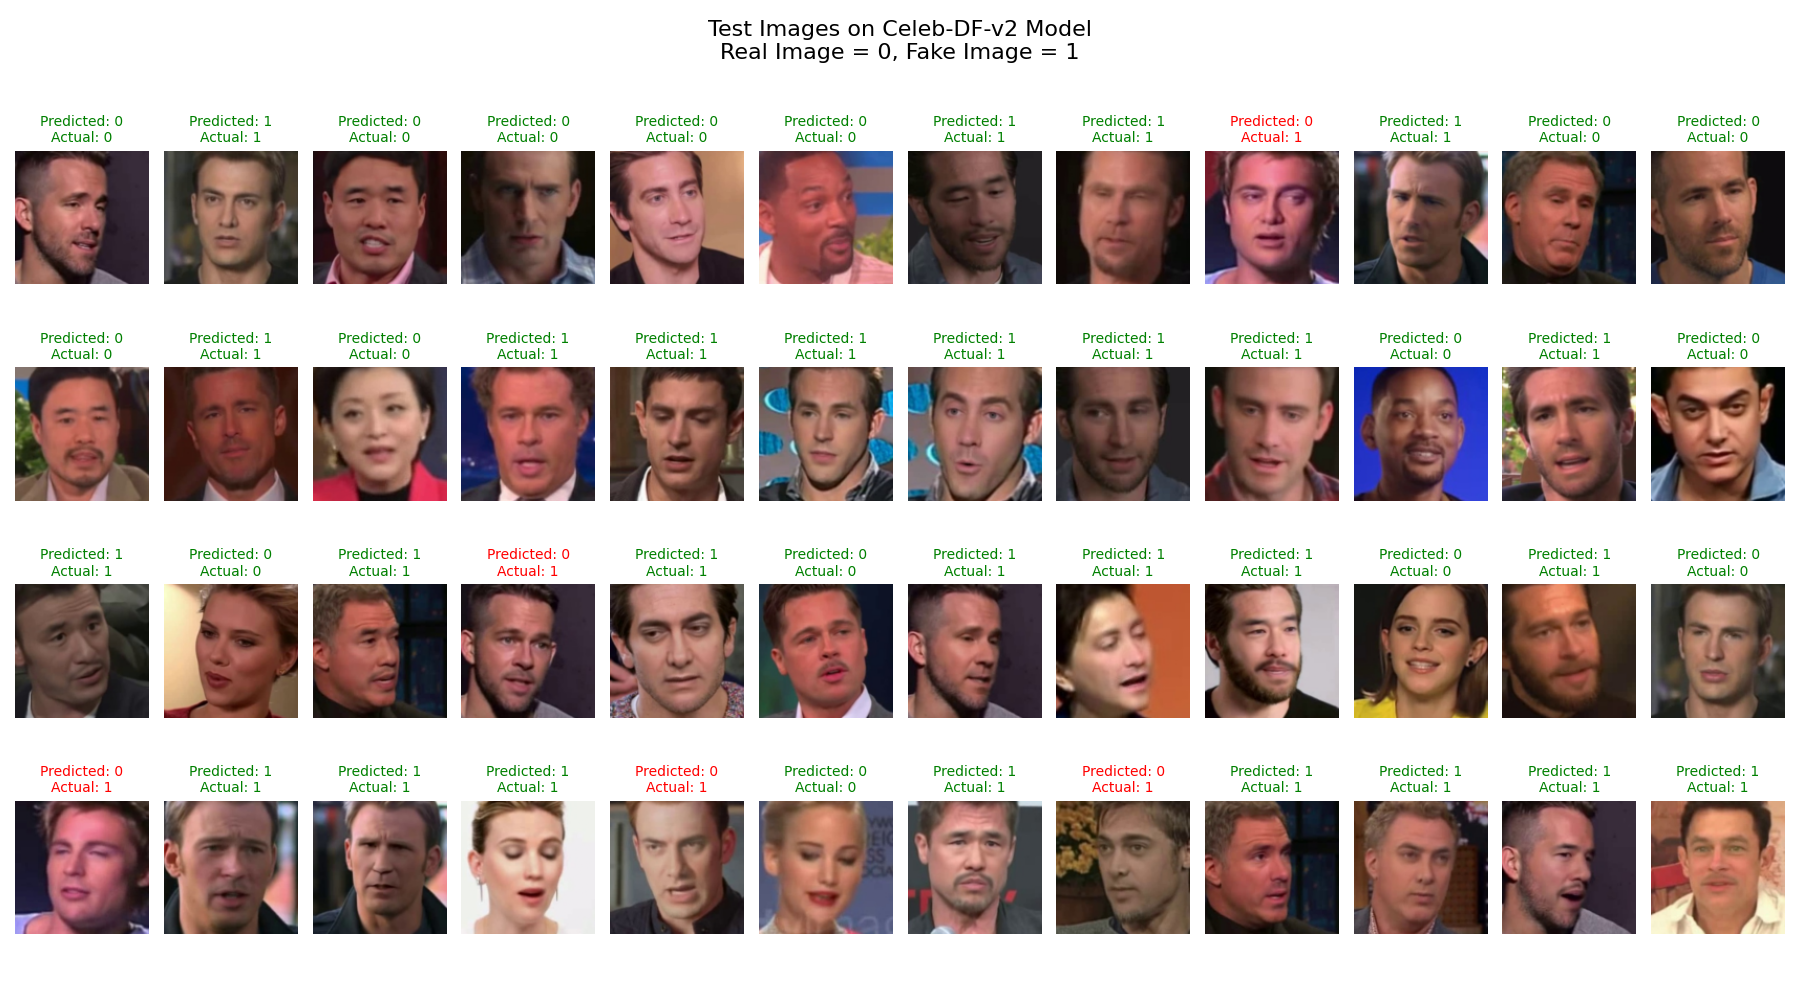 Test Images on Celeb-DF-v2 Model
Real Image = 0, Fake Image = 1
Predicted: 0 Predicted: 1 Predicted: 0 Predicted: 0 Predicted: 0 Predicted: 0 Predicted: 1 Predicted: 1 Predicted: 0 Predicted: 1 Predicted: 0 Predicted: 0
Actual: 0 Actual: 1 Actual: 0 Actual: 0 Actual: 0 Actual: 0 Actual: 1 Actual: 1 Actual: 1 Actual: 1 Actual: 0 Actual: 0
Predicted: 0 Predicted: 1 Predicted: 0 Predicted: 1 Predicted: 1 Predicted: 1 Predicted: 1 Predicted: 1 Predicted: 1 Predicted: 0 Predicted: 1 Predicted: 0
Actual: 0 Actual: 1 Actual: 0 Actual: 1 Actual: 1 Actual: 1 Actual: 1 Actual: 1 Actual: 1 Actual: 0 Actual: 1 Actual: 0
Predicted: 1 Predicted: 0 Predicted: 1 Predicted: 0 Predicted: 1 Predicted: 0 Predicted: 1 Predicted: 1 Predicted: 1 Predicted: 0 Predicted: 1 Predicted: 0
Actual: 1 Actual: 0 Actual: 1 Actual: 1 Actual: 1 Actual: 0 Actual: 1 Actual: 1 Actual: 1 Actual: 0 Actual: 1 Actual: 0
Predicted: 0 Predicted: 1 Predicted: 1 Predicted: 1 Predicted: 0 Predicted: 0 Predicted: 1 Predicted: 0 Predicted: 1 Predicted: 1 Predicted: 1 Predicted: 1
Actual: 1 Actual: 1 Actual: 1 Actual: 1 Actual: 1 Actual: 0 Actual: 1 Actual: 1 Actual: 1 Actual: 1 Actual: 1 Actual: 1